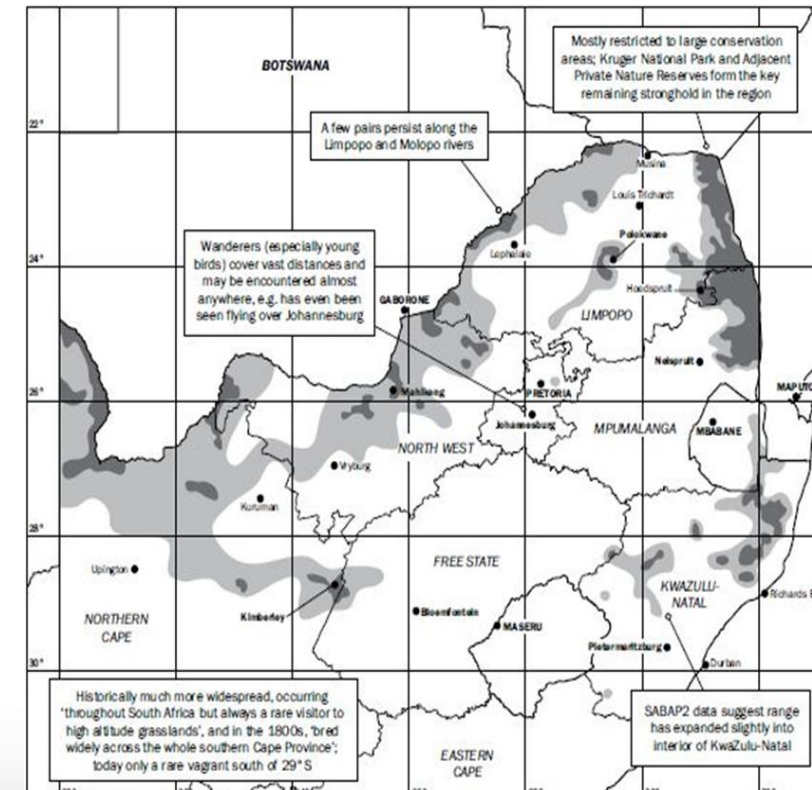 BOTSWANA
Mostly restricted to large conservation
areas; Kruger National Park and Adjacent
Private Nature Reserves form the key
remaining stronghold in the region
22°
A few pairs persist along the
Limpopo and Molopo rivers
Musina
Louis Trichardt
Wanderers (especially young
birds) cover vast distances and
may be encountered almost
anywhere, e.g. has even been
seen flying over Johannesburg
Polokwane
Lephalale
24°
Hoedspruit
GABORONE
LIMPOPO
Nelspruit
26°
Mahikeng
PRETORIA
MAPUTO
Johannesburg
MPUMALANGA
MBABANE
NORTH WEST
Vryburg
Kuruman
28°
Upington
FREE STATE
KWAZULU-
NATAL
Richards
NORTHERN
CAPE
Kimberley
Bloemfontein
MASERU
Pietermaritzburg
Durban
30°
Historically much more widespread, occurring
'throughout South Africa but always a rare visitor to
high altitude grasslands', and in the 1800s, 'bred
widely across the whole southern Cape Province';
today only a rare vagrant south of 29°S
SABAP2 data suggest range
has expanded slightly into
interior of KwaZulu-Natal
EASTERN
CAPE